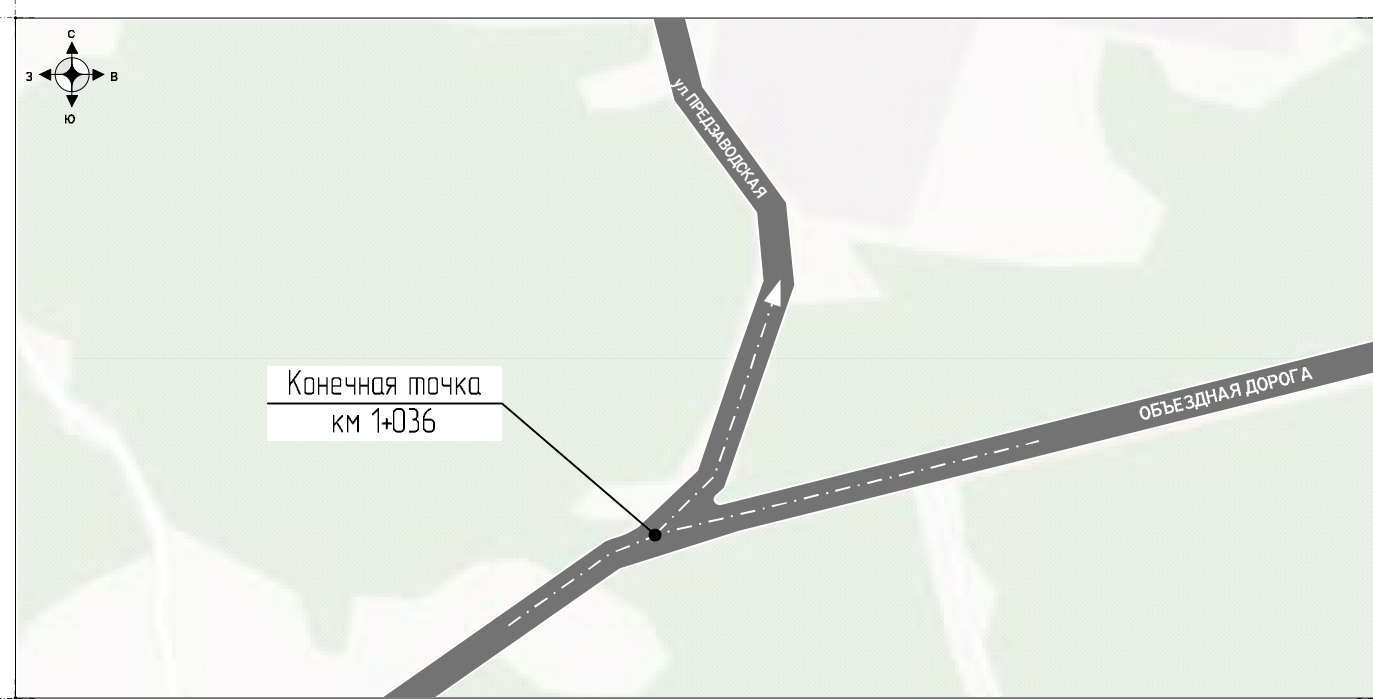 С
З В
Ю
ул ПРЕДЗАВОДСКАЯ
Конечная точка
км 1+036
ОБЪЕЗДНАЯ ДОРОГА